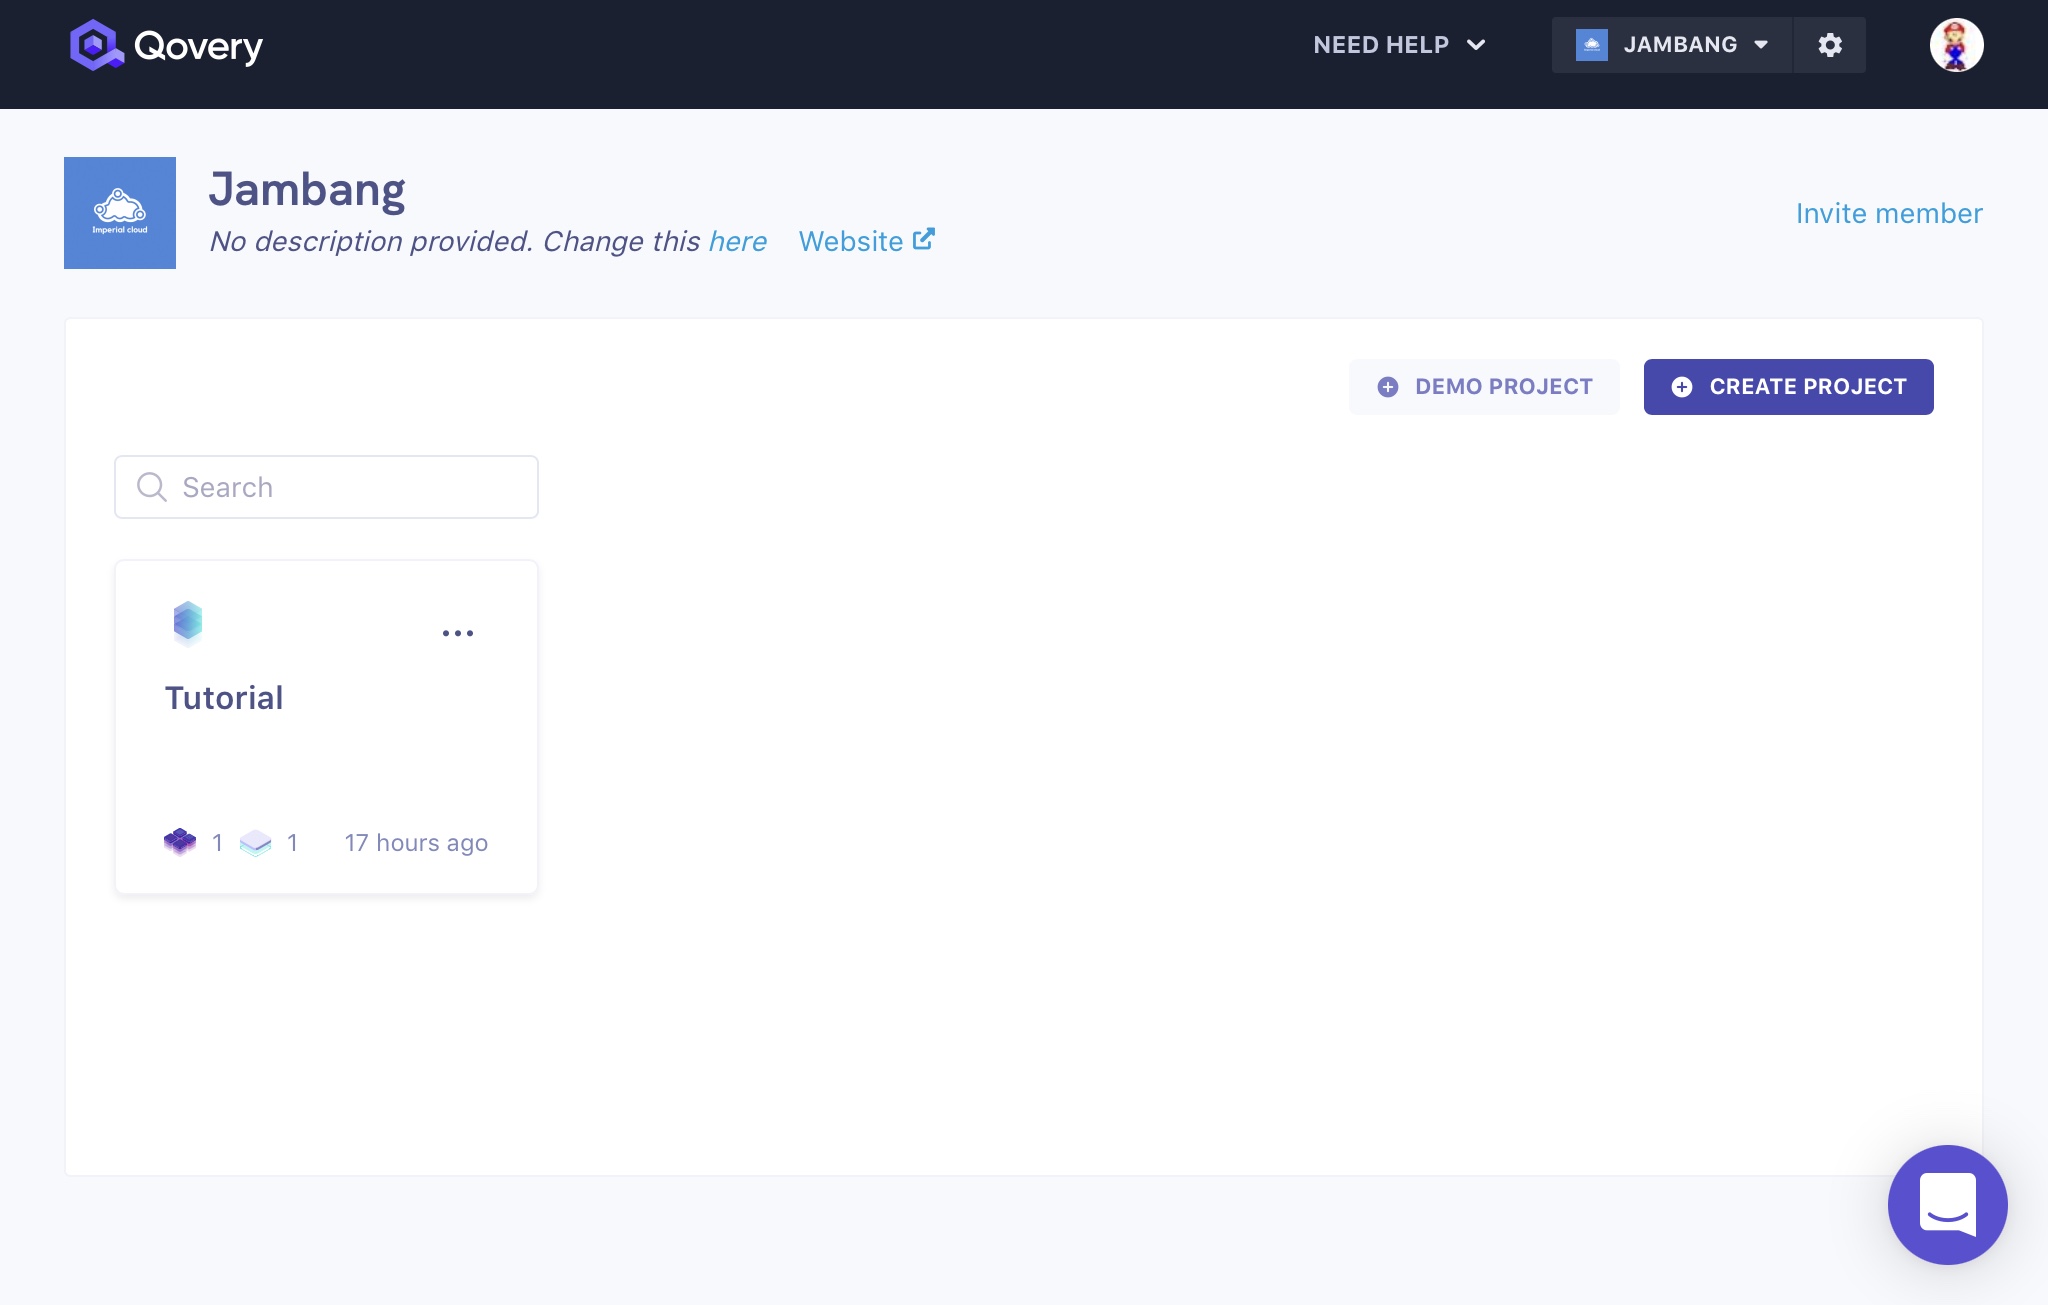 Qovery
NEED HELP
JAMBANG
Imperial cloud
Jambang
No description provided. Change this here
Website
Invite member
DEMO PROJECT
CREATE PROJECT
Search
Tutorial
1
1
17 hours ago